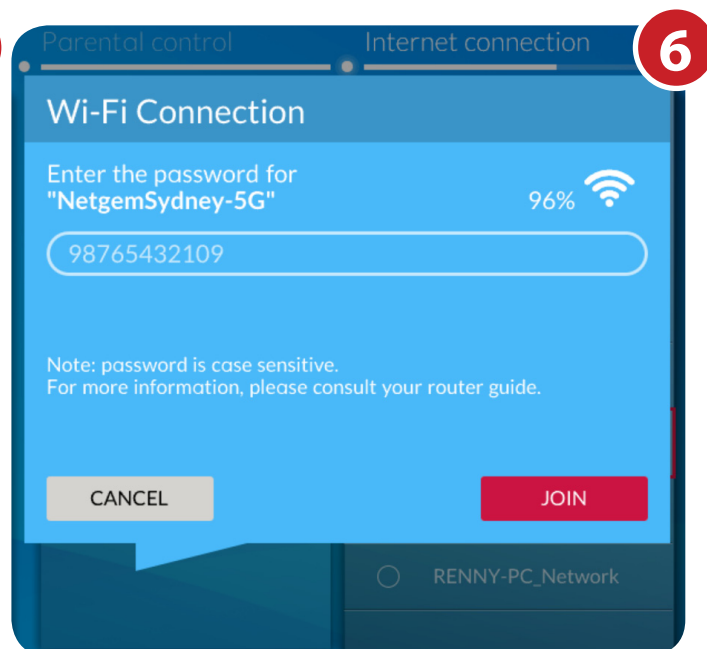 Parental control
Internet connection
6
Wi-Fi Connection
Enter the password for
"NetgemSydney-5G"
96%
98765432109
Note: password is case sensitive.
For more information, please consult your router guide.
CANCEL
JOIN
RENNY-PC_Network